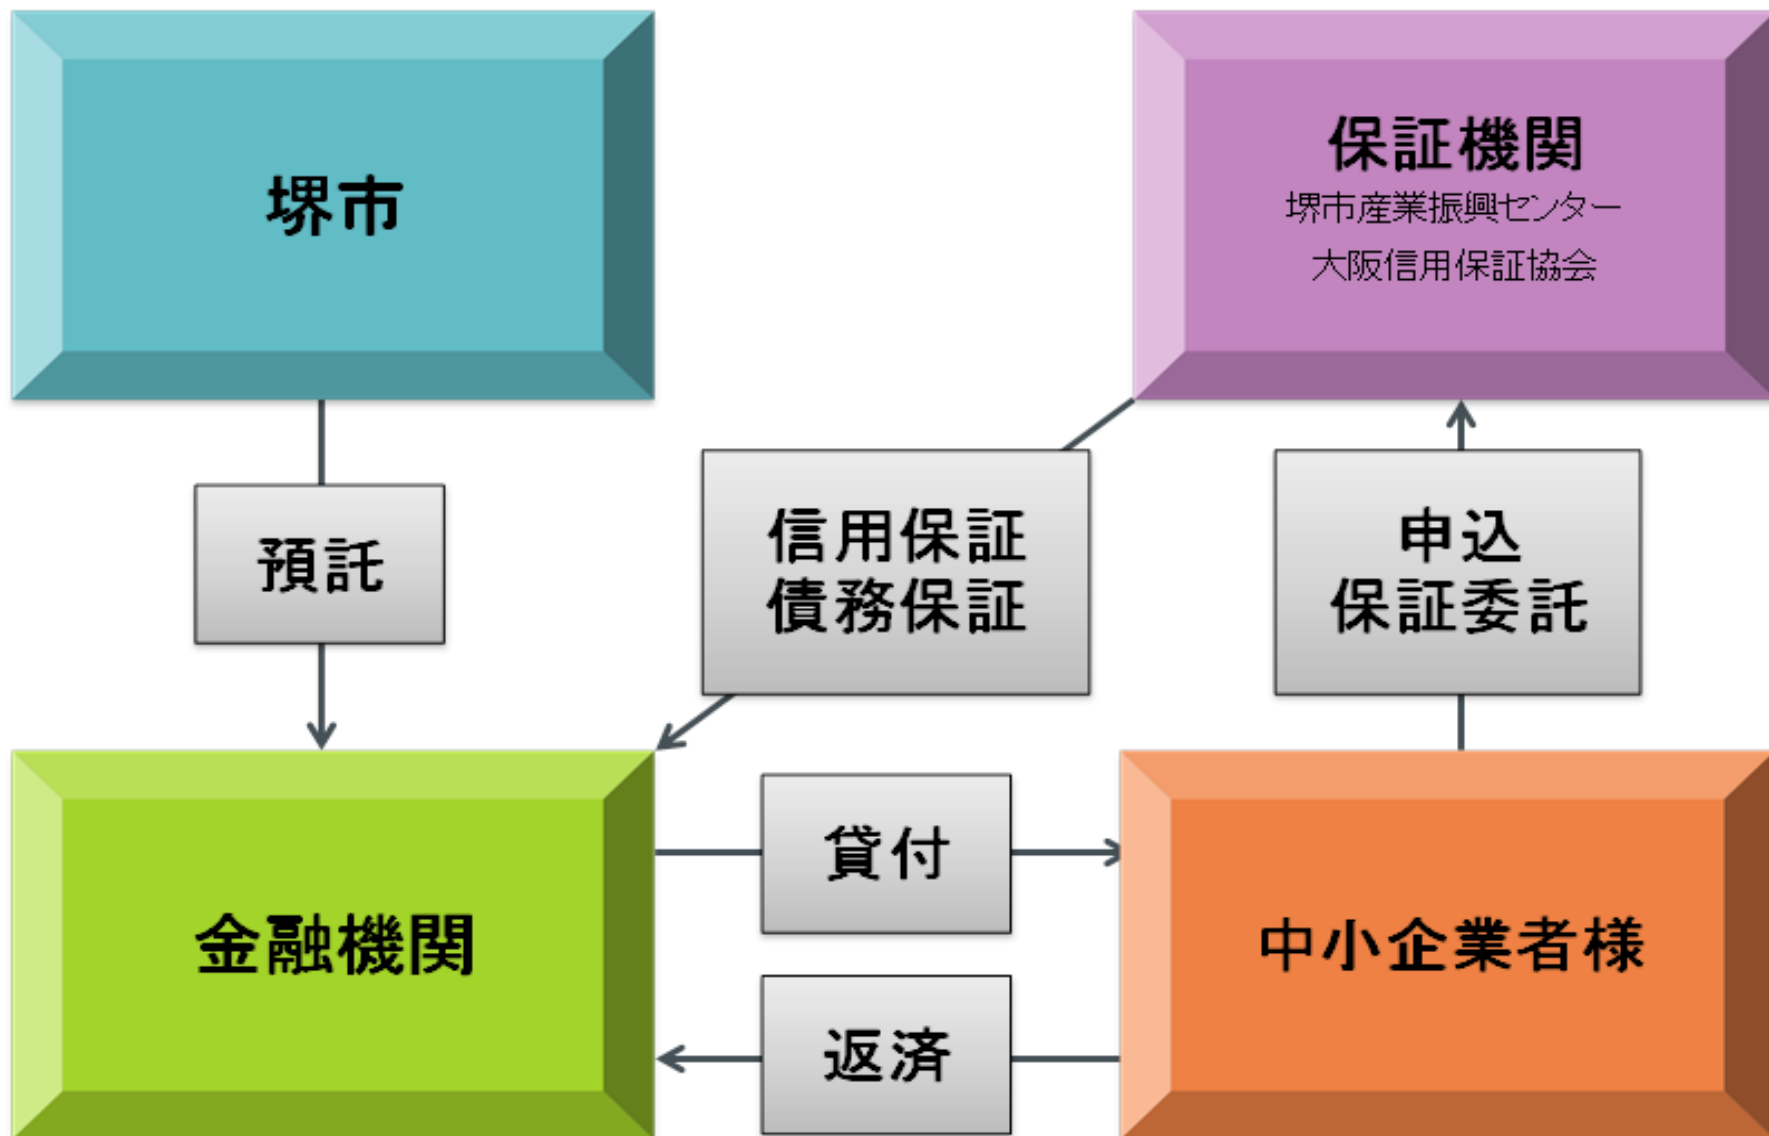 堺市
保証機関
堺市産業振興センター
大阪信用保証協会
預託
信用保証
債務保証
申込
保証委託
金融機関
貸付
返済
中小企業者様